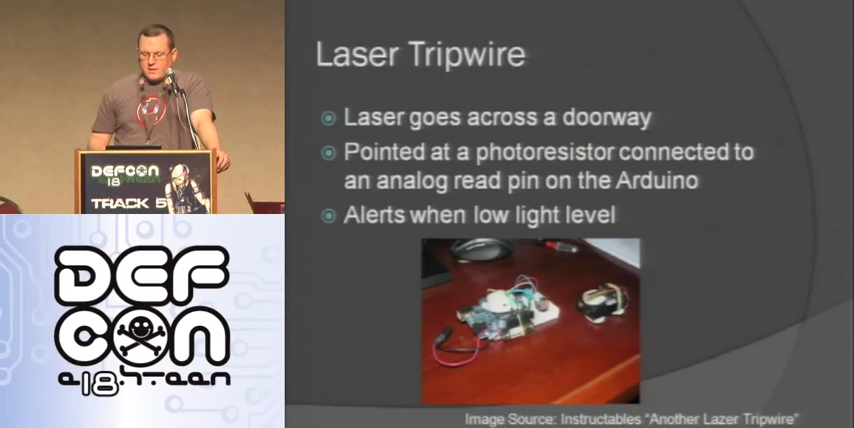 Laser Tripwire
Laser goes across a doorway
Pointed at a photoresistor connected to
an analog read pin on the Arduino
Alerts when low light level
Image Source: Instructables “Another Lazer Tripwire”
DEFCON
18
TRACK 5
DEF
CON
e18hteen